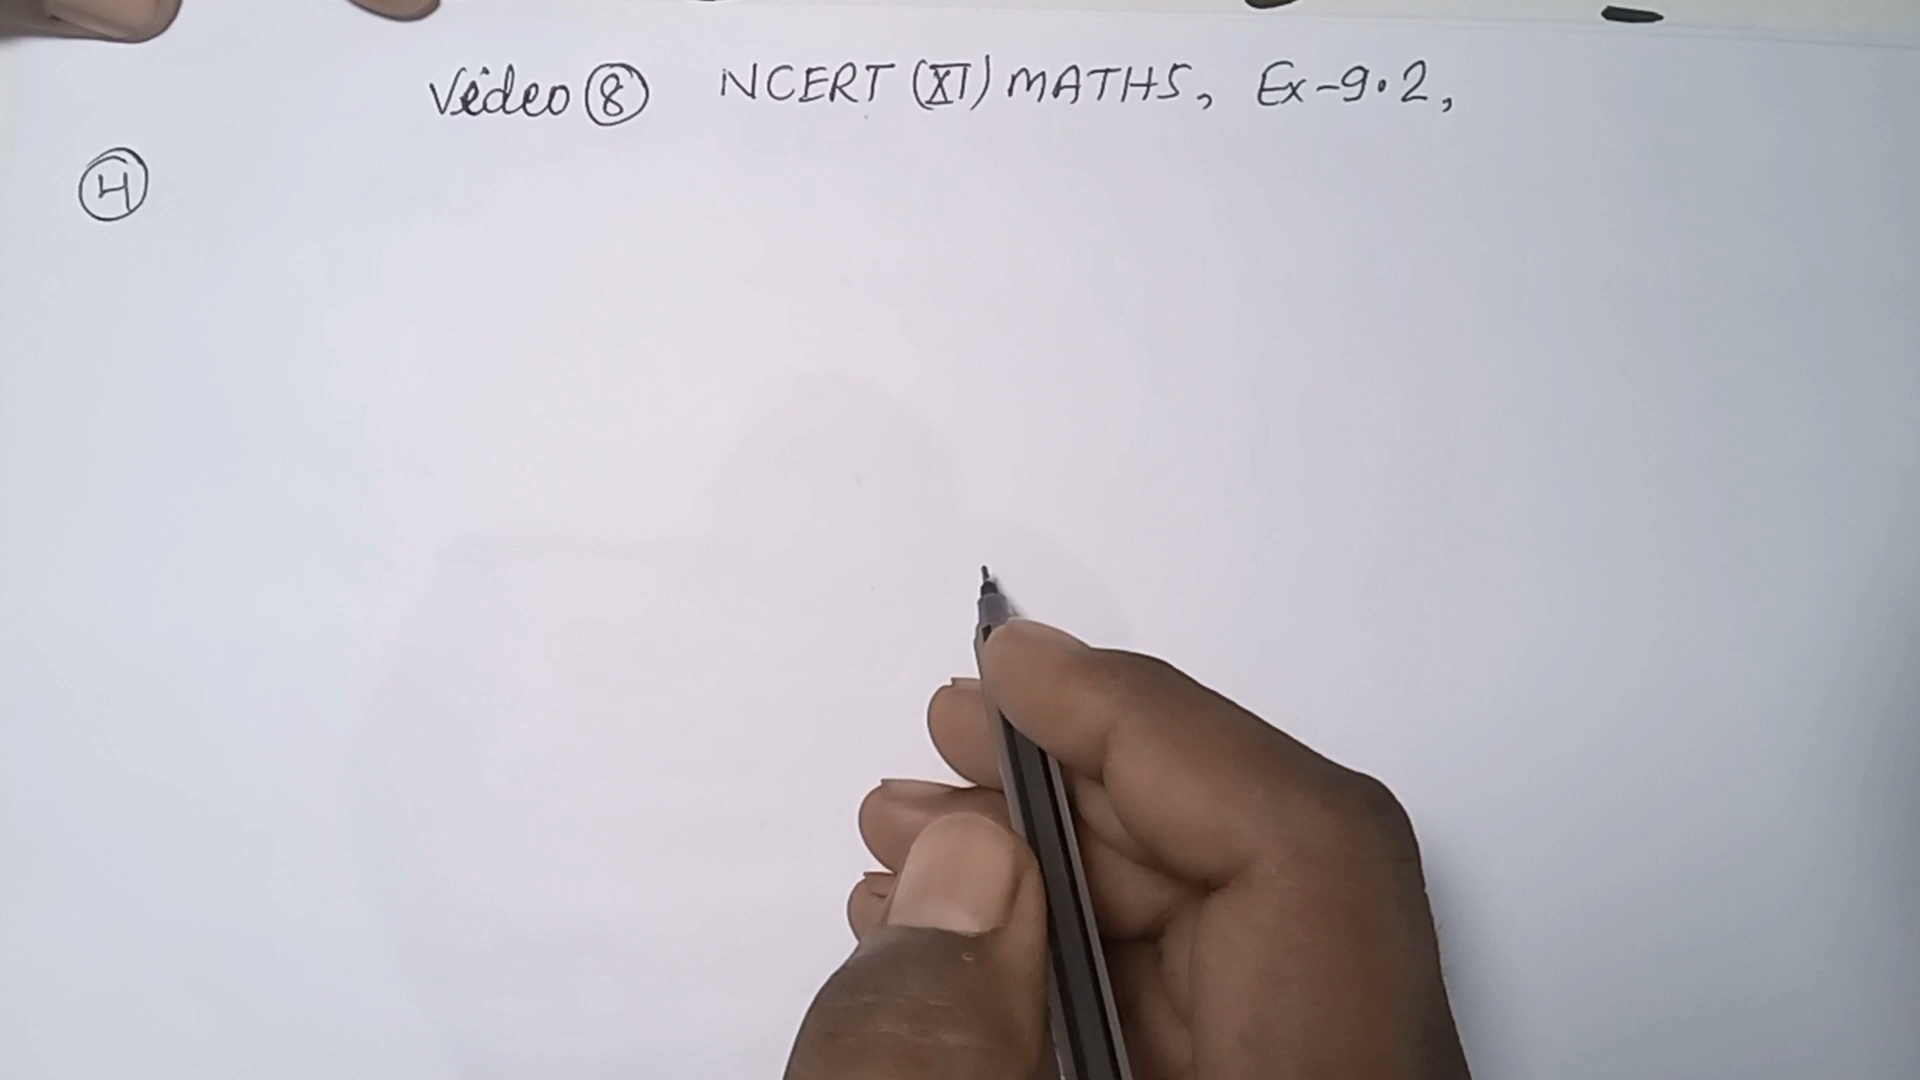 Video ⑧ NCERT (XI) MATHS, Ex-9.2,
④